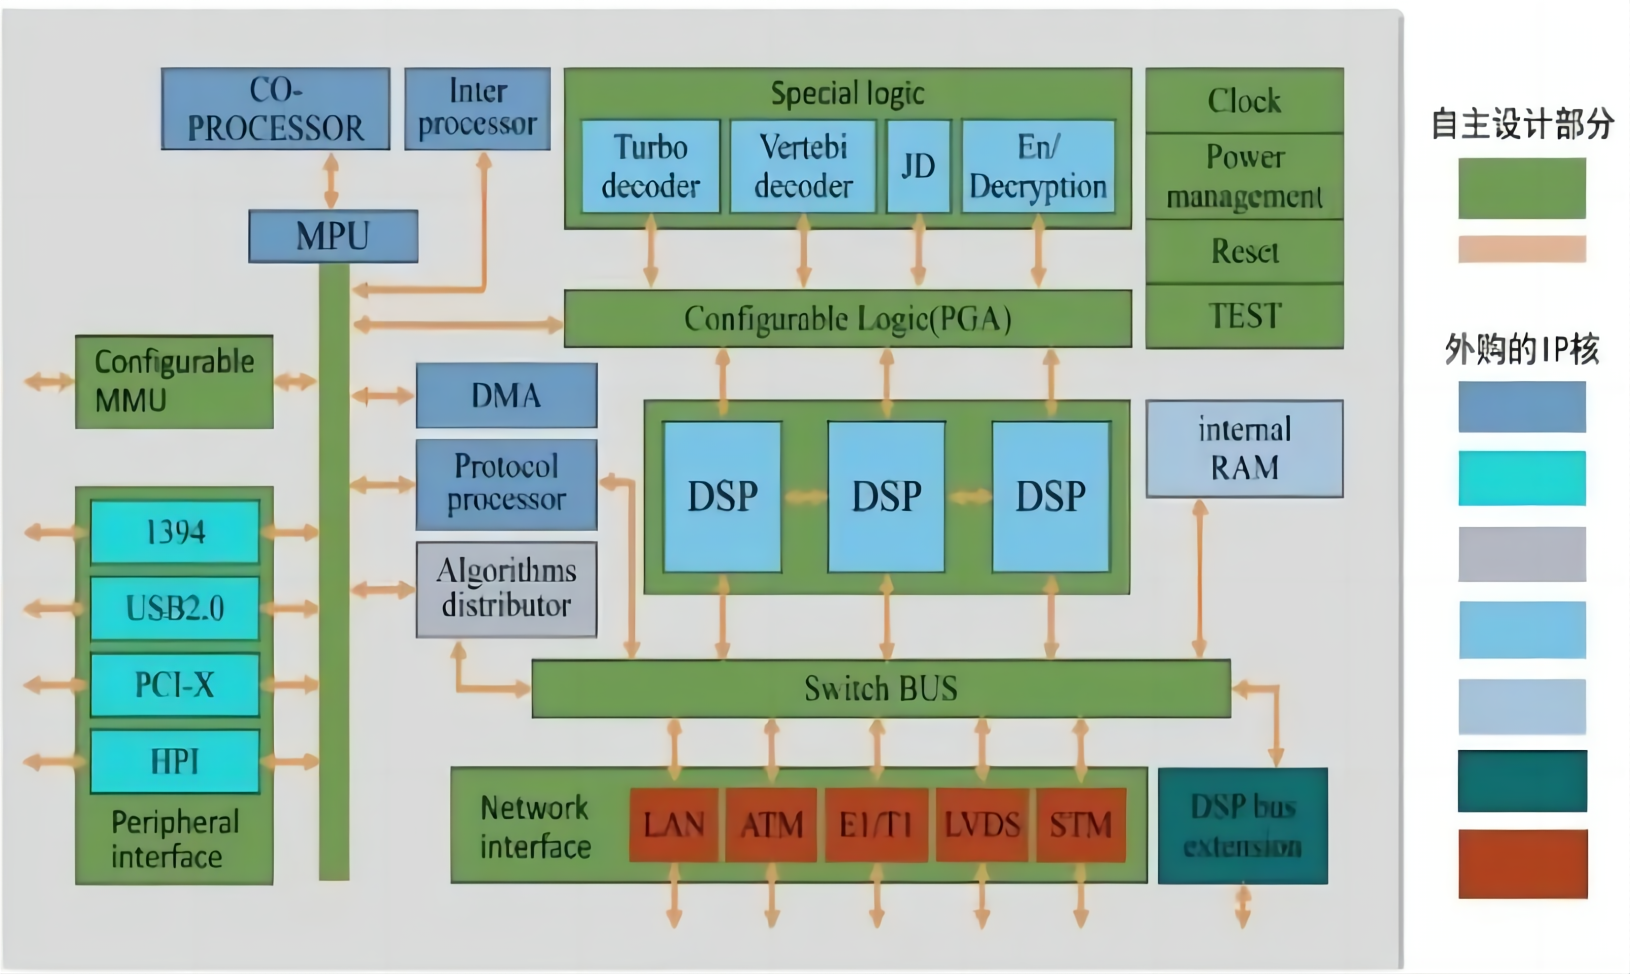 CO-
PROCESSOR
Inter
processor
Special logic
Turbo
decoder
Vertebi
decoder
JD
En/
Decryption
Clock
Power
management
Reset
TEST
MPU
Configurable Logic(PGA)
Configurable
MMU
DMA
Protocol
processor
Algorithms
distributor
DSP
DSP
DSP
internal
RAM
1394
USB2.0
PCI-X
HPI
Peripheral
interface
Switch BUS
Network
interface
LAN
ATM
E1/T1
LVDS
STM
DSP bus
extension
自主设计部分
外购的IP核